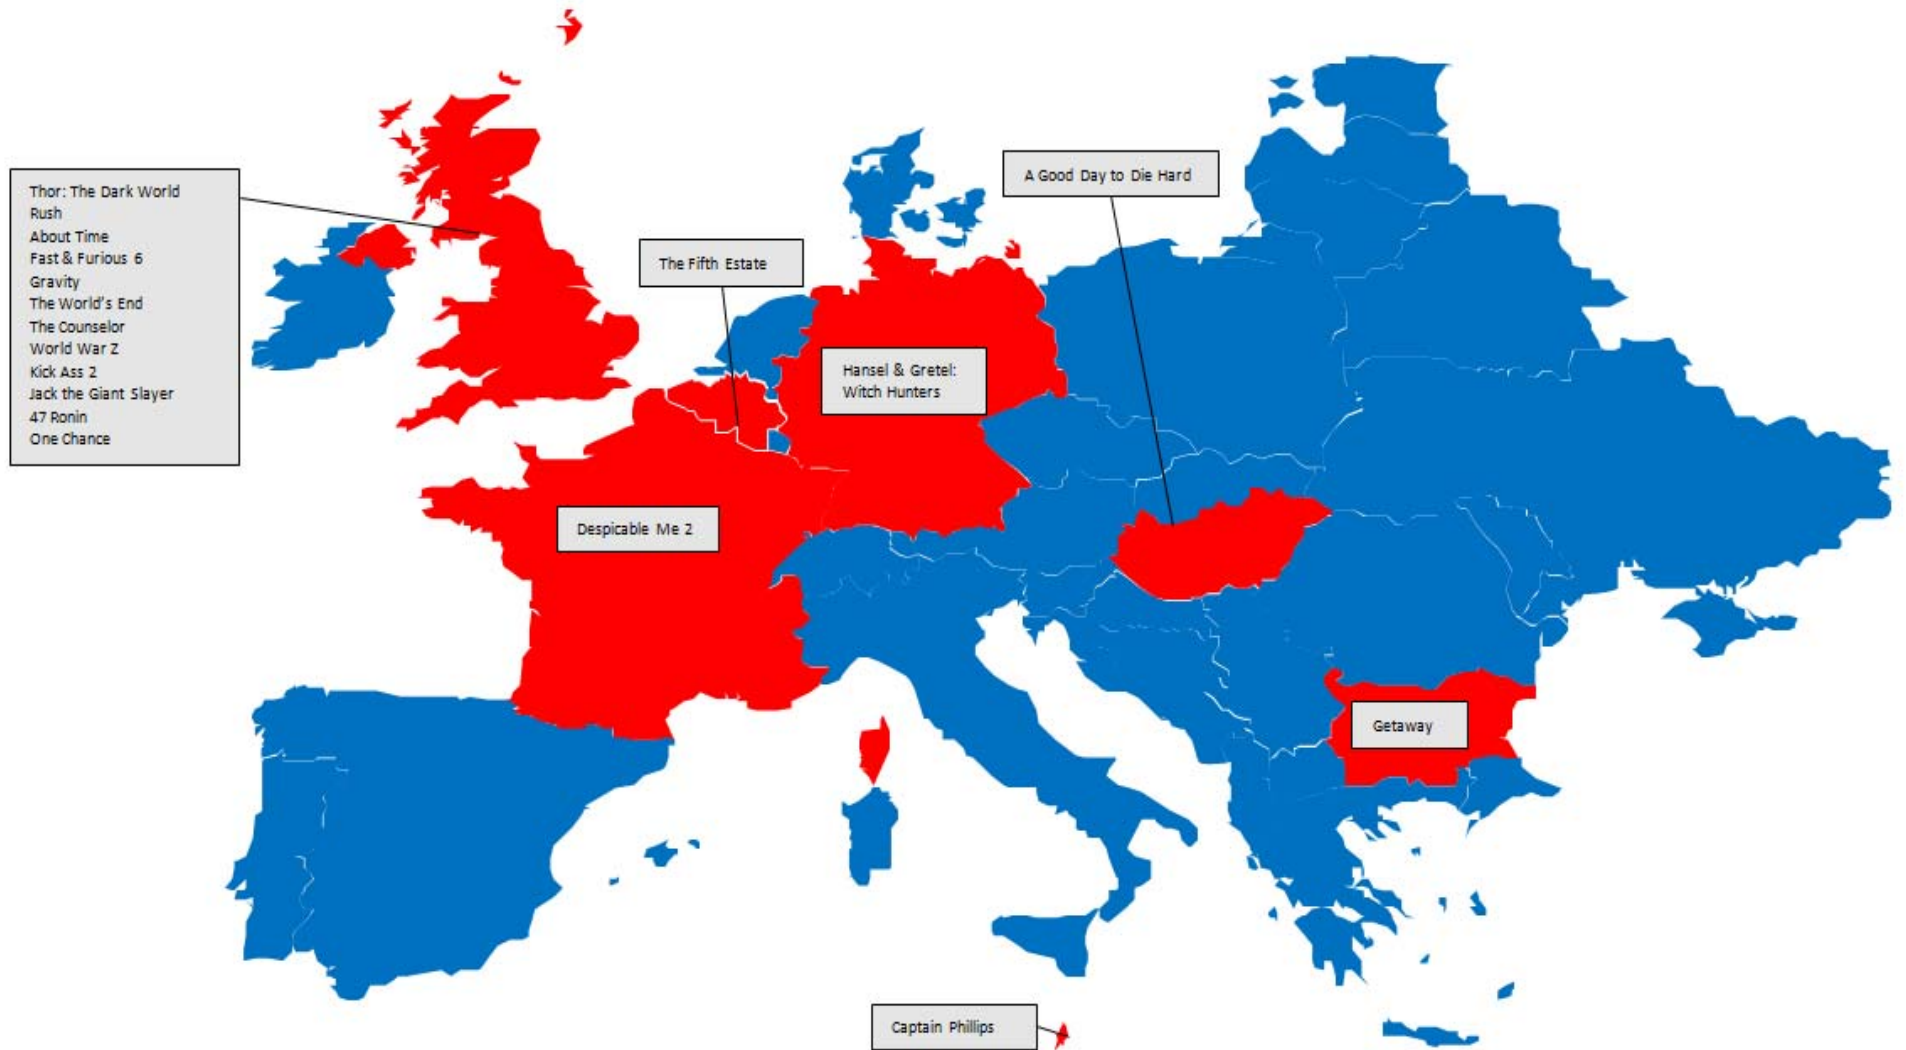 Thor: The Dark World
Rush
About Time
Fast & Furious 6
Gravity
The World's End
The Counselor
World War Z
Kick Ass 2
Jack the Giant Slayer
47 Ronin
One Chance
The Fifth Estate
A Good Day to Die Hard
Hansel & Gretel:
Witch Hunters
Despicable Me 2
Getaway
Captain Phillips